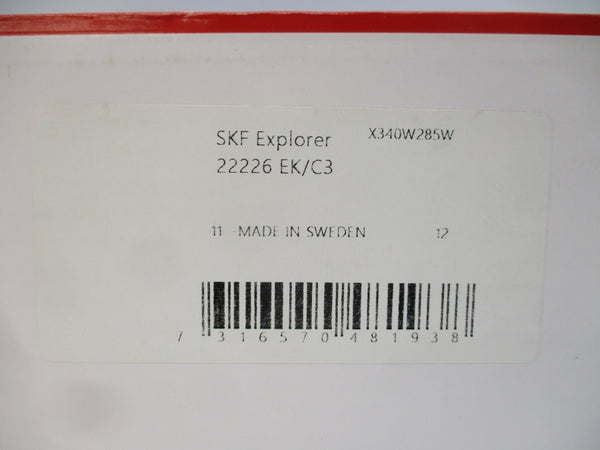 SKF Explorer X340W285W
22226 EK/C3
11 MADE IN SWEDEN 12
7 316570 481938